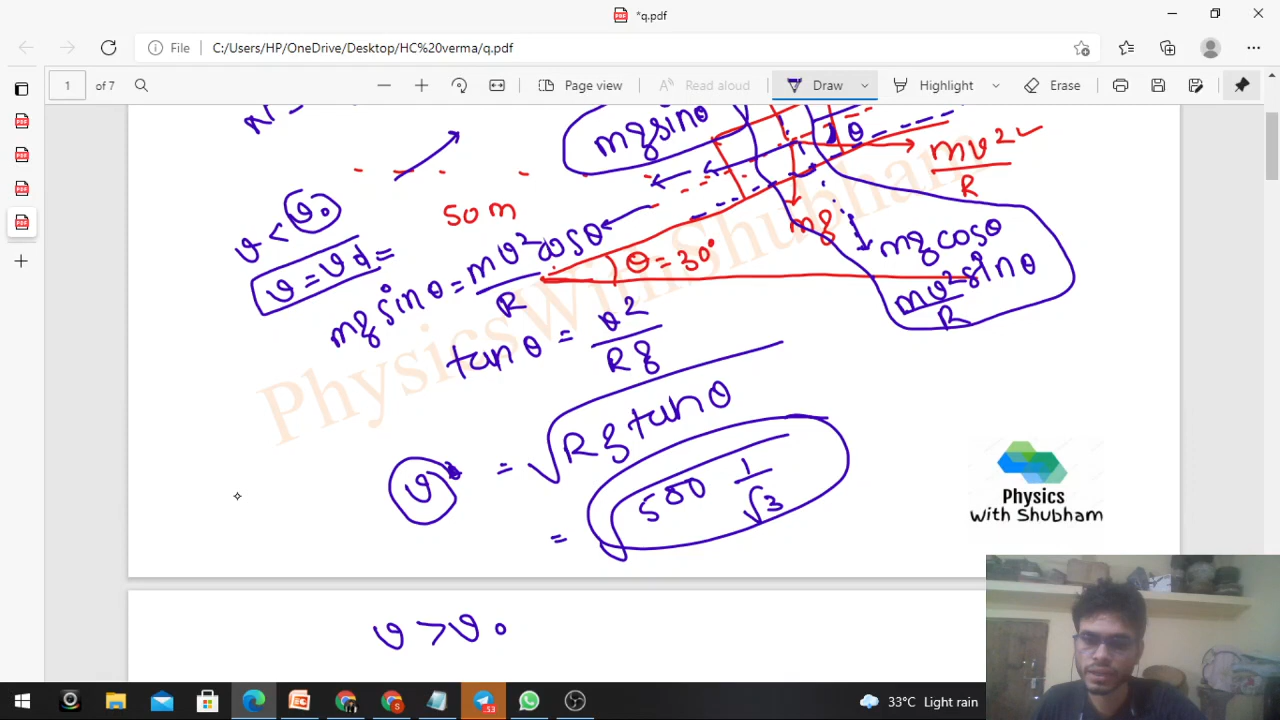 *q.pdf
File C:/Users/HP/OneDrive/Desktop/HC%20verma/q.pdf
1 of 7 Page view Read aloud Draw Highlight Erase
N =
mg sinθ
θ
mv²/R
50 m
mg
v < v₀
v = vd =
θ = 30°
mg cosθ
mv²/R sinθ
mg sinθ = mv²/R cosθ
tanθ = v²/Rg
v = √Rg tanθ
= √500 1/√3
PhysicsWithShubham
Physics
With Shubham
v > v₀
53
33°C Light rain